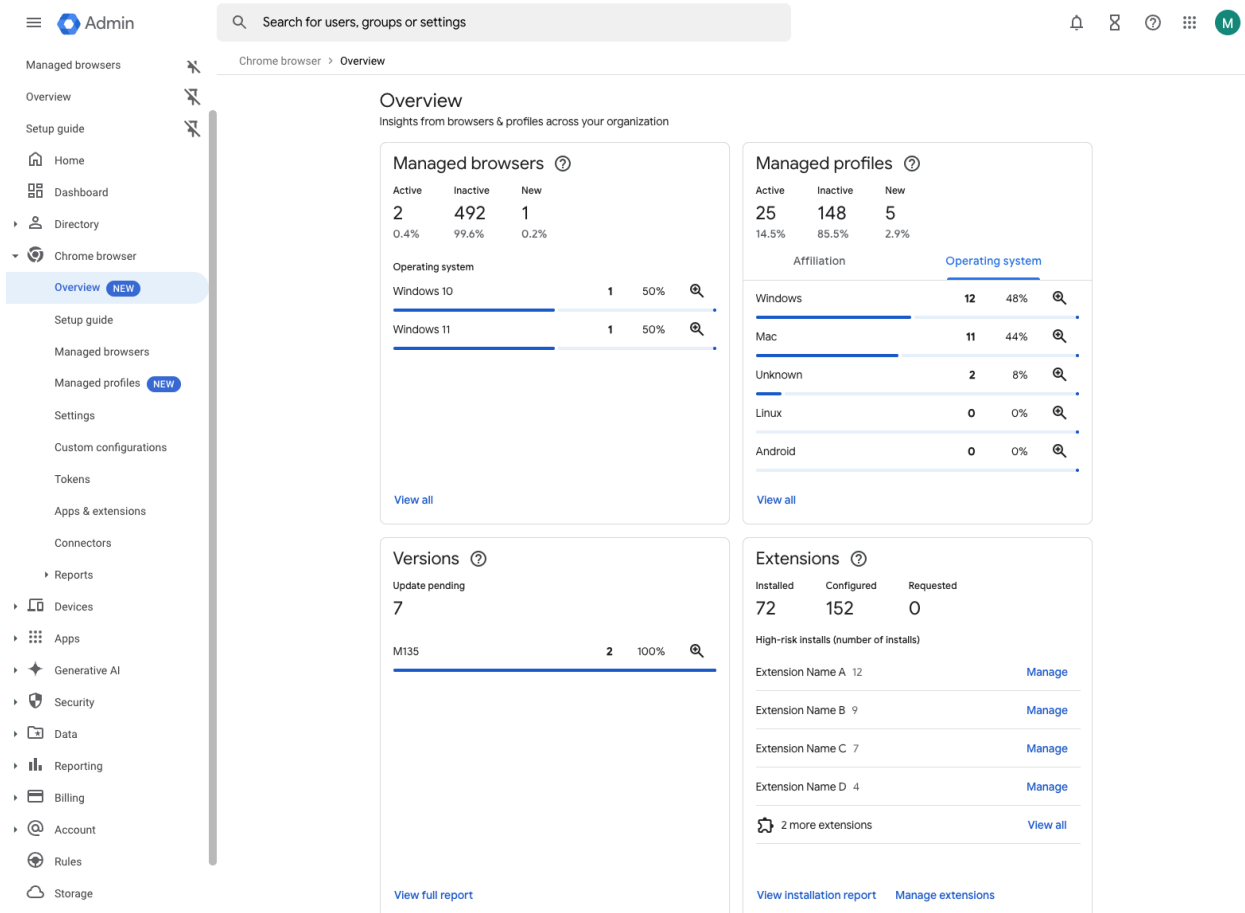 Admin
Search for users, groups or settings
M
Managed browsers
Overview
Setup guide
Home
Dashboard
Directory
Chrome browser
Overview NEW
Setup guide
Managed browsers
Managed profiles NEW
Settings
Custom configurations
Tokens
Apps & extensions
Connectors
Reports
Devices
Apps
Generative AI
Security
Data
Reporting
Billing
Account
Rules
Storage
Chrome browser > Overview
Overview
Insights from browsers & profiles across your organization
Managed browsers
Active Inactive New
2 492 1
0.4% 99.6% 0.2%
Operating system
Windows 10 1 50%
Windows 11 1 50%
View all
Managed profiles
Active Inactive New
25 148 5
14.5% 85.5% 2.9%
Affiliation Operating system
Windows 12 48%
Mac 11 44%
Unknown 2 8%
Linux 0 0%
Android 0 0%
View all
Versions
Update pending
7
M135 2 100%
View full report
Extensions
Installed Configured Requested
72 152 0
High-risk installs (number of installs)
Extension Name A 12 Manage
Extension Name B 9 Manage
Extension Name C 7 Manage
Extension Name D 4 Manage
2 more extensions View all
View installation report Manage extensions